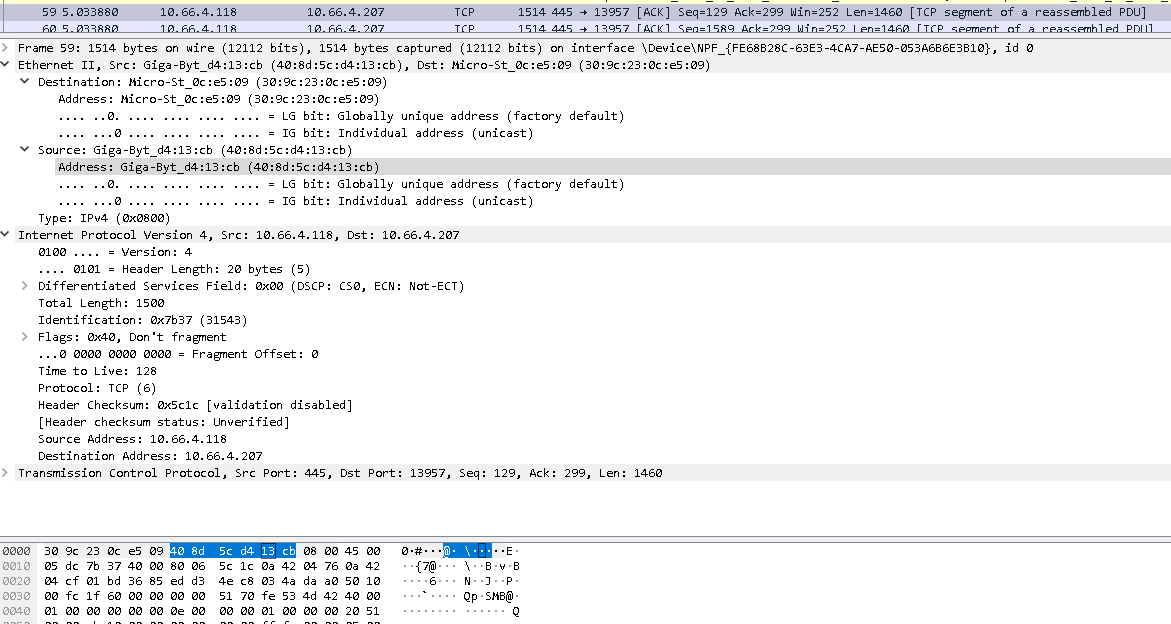 59 5.033880 10.66.4.118 10.66.4.207 TCP 1514 445 → 13957 [ACK] Seq=129 Ack=299 Win=252 Len=1460 [TCP segment of a reassembled PDU]
60 5.033880 10.66.4.118 10.66.4.207 TCP 1514 445 → 13957 [ACK] Seq=1589 Ack=299 Win=252 Len=1460 [TCP segment of a reassembled PDU]
Frame 59: 1514 bytes on wire (12112 bits), 1514 bytes captured (12112 bits) on interface \Device\NPF_{FE68B28C-63E3-4CA7-AE50-053A6B6E3B10}, id 0
Ethernet II, Src: Giga-Byt_d4:13:cb (40:8d:5c:d4:13:cb), Dst: Micro-St_0c:e5:09 (30:9c:23:0c:e5:09)
Destination: Micro-St_0c:e5:09 (30:9c:23:0c:e5:09)
Address: Micro-St_0c:e5:09 (30:9c:23:0c:e5:09)
.... ..0. .... .... .... .... = LG bit: Globally unique address (factory default)
.... ...0 .... .... .... .... = IG bit: Individual address (unicast)
Source: Giga-Byt_d4:13:cb (40:8d:5c:d4:13:cb)
Address: Giga-Byt_d4:13:cb (40:8d:5c:d4:13:cb)
.... ..0. .... .... .... .... = LG bit: Globally unique address (factory default)
.... ...0 .... .... .... .... = IG bit: Individual address (unicast)
Type: IPv4 (0x0800)
Internet Protocol Version 4, Src: 10.66.4.118, Dst: 10.66.4.207
0100 .... = Version: 4
.... 0101 = Header Length: 20 bytes (5)
Differentiated Services Field: 0x00 (DSCP: CS0, ECN: Not-ECT)
Total Length: 1500
Identification: 0x7b37 (31543)
Flags: 0x40, Don't fragment
...0 0000 0000 0000 = Fragment Offset: 0
Time to Live: 128
Protocol: TCP (6)
Header Checksum: 0x5c1c [validation disabled]
[Header checksum status: Unverified]
Source Address: 10.66.4.118
Destination Address: 10.66.4.207
Transmission Control Protocol, Src Port: 445, Dst Port: 13957, Seq: 129, Ack: 299, Len: 1460
0000 30 9c 23 0c e5 09 40 8d 5c d4 13 cb 08 00 45 00 0·#···@· \·····E·
0010 05 dc 7b 37 40 00 80 06 5c 1c 0a 42 04 76 0a 42 ··{7@··· \··B·v·B
0020 04 cf 01 bd 36 85 ed d3 4e c8 03 4a da a0 50 10 ····6··· N··J··P·
0030 00 fc 1f 60 00 00 00 00 51 70 fe 53 4d 42 40 00 ···`···· Qp·SMB@·
0040 01 00 00 00 00 00 0e 00 00 00 01 00 00 00 20 51 ········ ······ Q